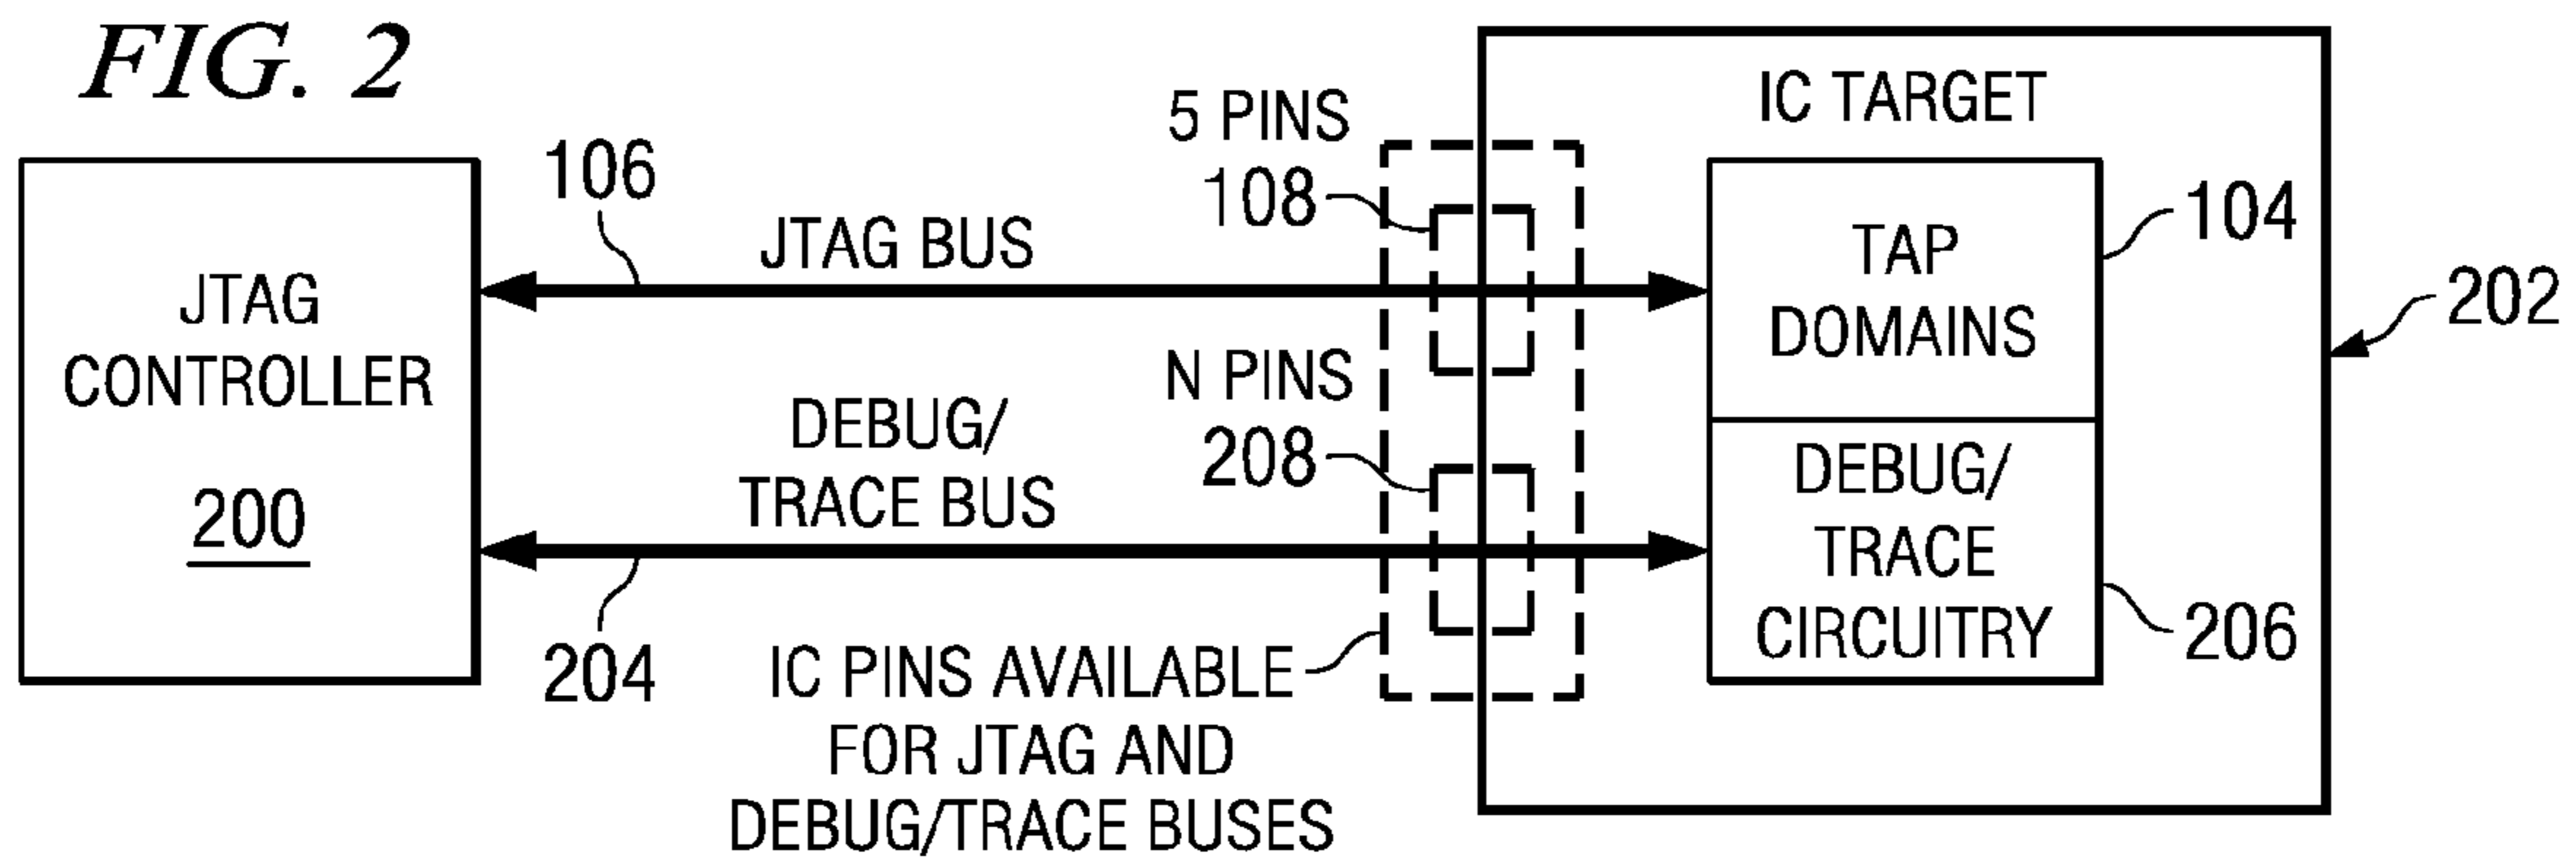 FIG. 2
JTAG
CONTROLLER
200
106
JTAG BUS
DEBUG/
TRACE BUS
204
5 PINS
108
N PINS
208
IC PINS AVAILABLE
FOR JTAG AND
DEBUG/TRACE BUSES
IC TARGET
TAP
DOMAINS
104
DEBUG/
TRACE
CIRCUITRY
206
202